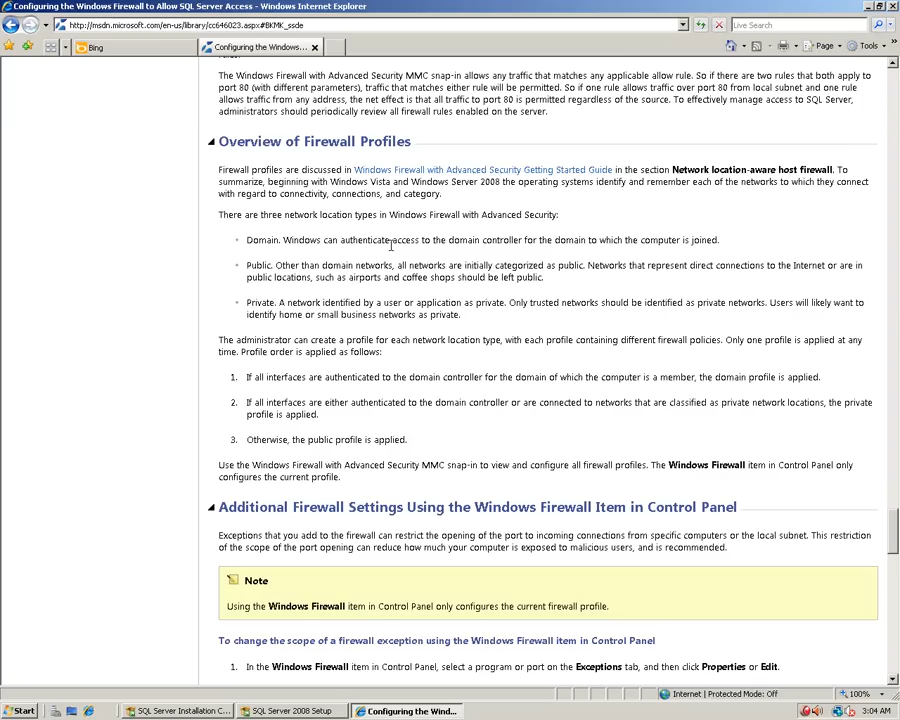 Configuring the Windows Firewall to Allow SQL Server Access - Windows Internet Explorer
http://msdn.microsoft.com/en-us/library/cc646023.aspx#BKMK_ssde
Live Search
Bing
Configuring the Windows...
Page
Tools
The Windows Firewall with Advanced Security MMC snap-in allows any traffic that matches any applicable allow rule. So if there are two rules that both apply to
port 80 (with different parameters), traffic that matches either rule will be permitted. So if one rule allows traffic over port 80 from local subnet and one rule
allows traffic from any address, the net effect is that all traffic to port 80 is permitted regardless of the source. To effectively manage access to SQL Server,
administrators should periodically review all firewall rules enabled on the server.
Overview of Firewall Profiles
Firewall profiles are discussed in Windows Firewall with Advanced Security Getting Started Guide in the section Network location-aware host firewall. To
summarize, beginning with Windows Vista and Windows Server 2008 the operating systems identify and remember each of the networks to which they connect
with regard to connectivity, connections, and category.
There are three network location types in Windows Firewall with Advanced Security:
Domain. Windows can authenticate access to the domain controller for the domain to which the computer is joined.
Public. Other than domain networks, all networks are initially categorized as public. Networks that represent direct connections to the Internet or are in
public locations, such as airports and coffee shops should be left public.
Private. A network identified by a user or application as private. Only trusted networks should be identified as private networks. Users will likely want to
identify home or small business networks as private.
The administrator can create a profile for each network location type, with each profile containing different firewall policies. Only one profile is applied at any
time. Profile order is applied as follows:
1. If all interfaces are authenticated to the domain controller for the domain of which the computer is a member, the domain profile is applied.
2. If all interfaces are either authenticated to the domain controller or are connected to networks that are classified as private network locations, the private
profile is applied.
3. Otherwise, the public profile is applied.
Use the Windows Firewall with Advanced Security MMC snap-in to view and configure all firewall profiles. The Windows Firewall item in Control Panel only
configures the current profile.
Additional Firewall Settings Using the Windows Firewall Item in Control Panel
Exceptions that you add to the firewall can restrict the opening of the port to incoming connections from specific computers or the local subnet. This restriction
of the scope of the port opening can reduce how much your computer is exposed to malicious users, and is recommended.
Note
Using the Windows Firewall item in Control Panel only configures the current firewall profile.
To change the scope of a firewall exception using the Windows Firewall item in Control Panel
1. In the Windows Firewall item in Control Panel, select a program or port on the Exceptions tab, and then click Properties or Edit.
Internet | Protected Mode: Off
100%
Start
SQL Server Installation C...
SQL Server 2008 Setup
Configuring the Wind...
3:04 AM